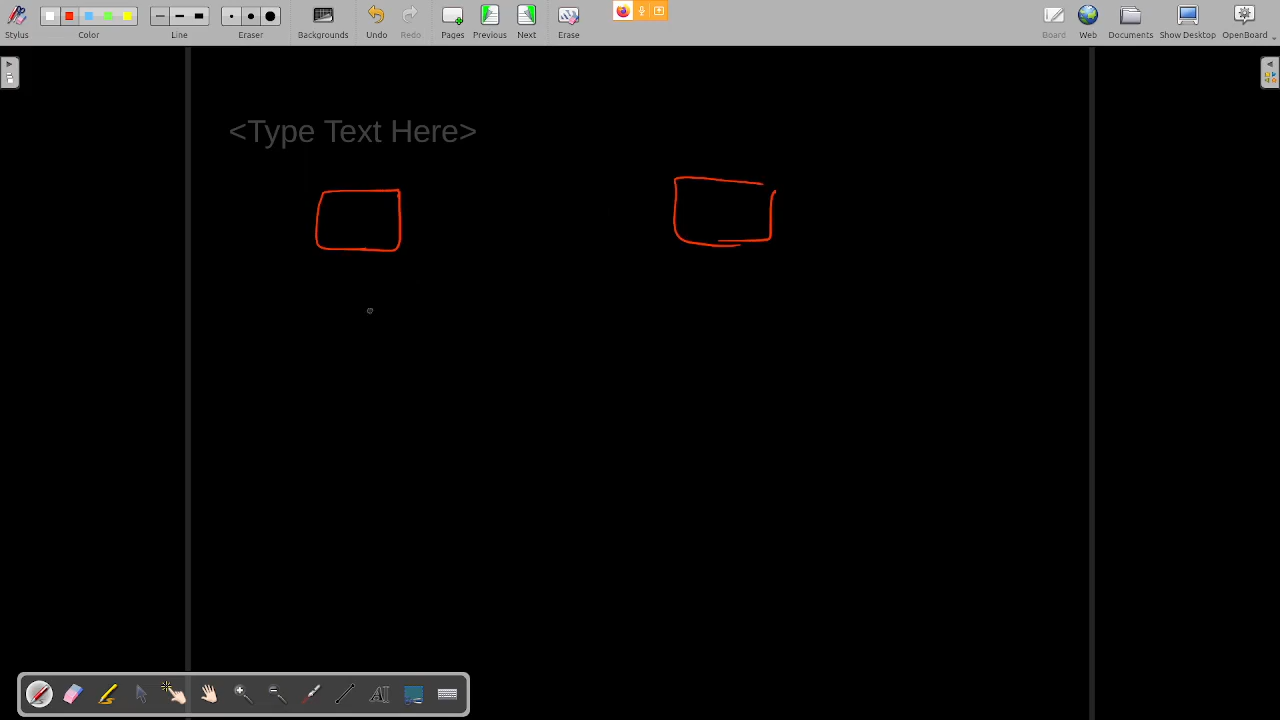 Stylus Color Line Eraser Backgrounds Undo Redo Pages Previous Next Erase Board Web Documents Show Desktop OpenBoard
<Type Text Here>
AI